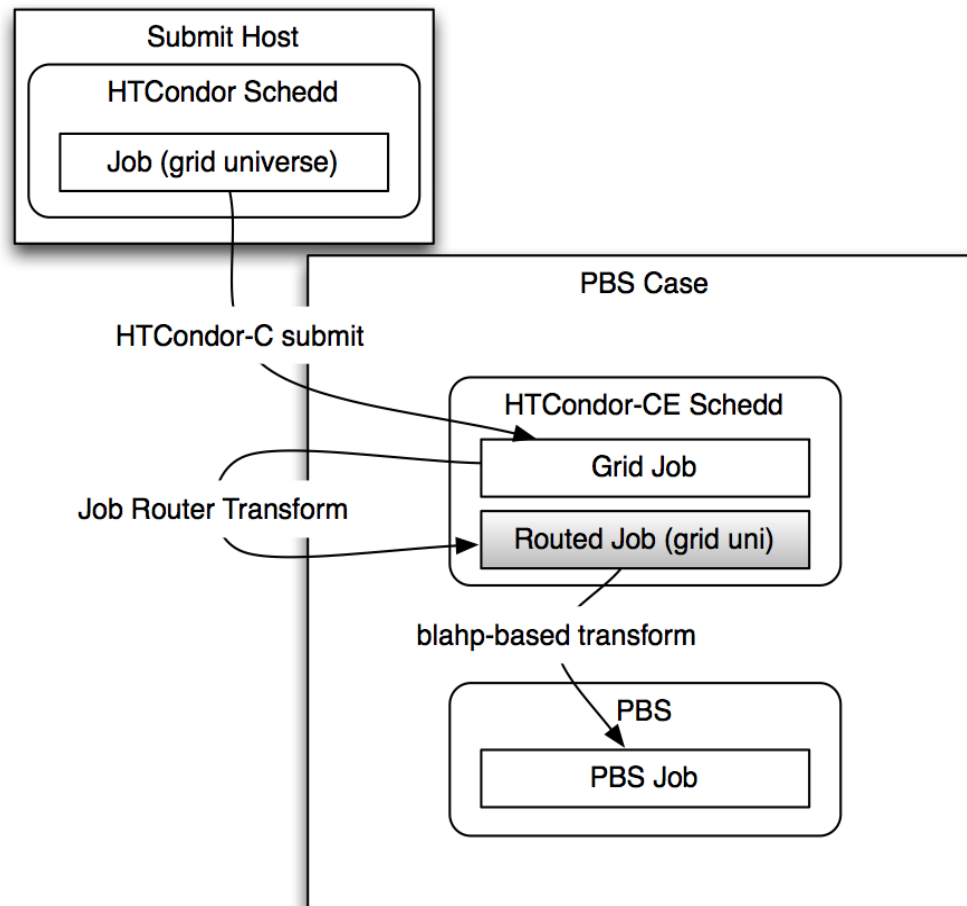 Submit Host
HTCondor Schedd
Job (grid universe)
PBS Case
HTCondor-C submit
HTCondor-CE Schedd
Grid Job
Job Router Transform
Routed Job (grid uni)
blahp-based transform
PBS
PBS Job